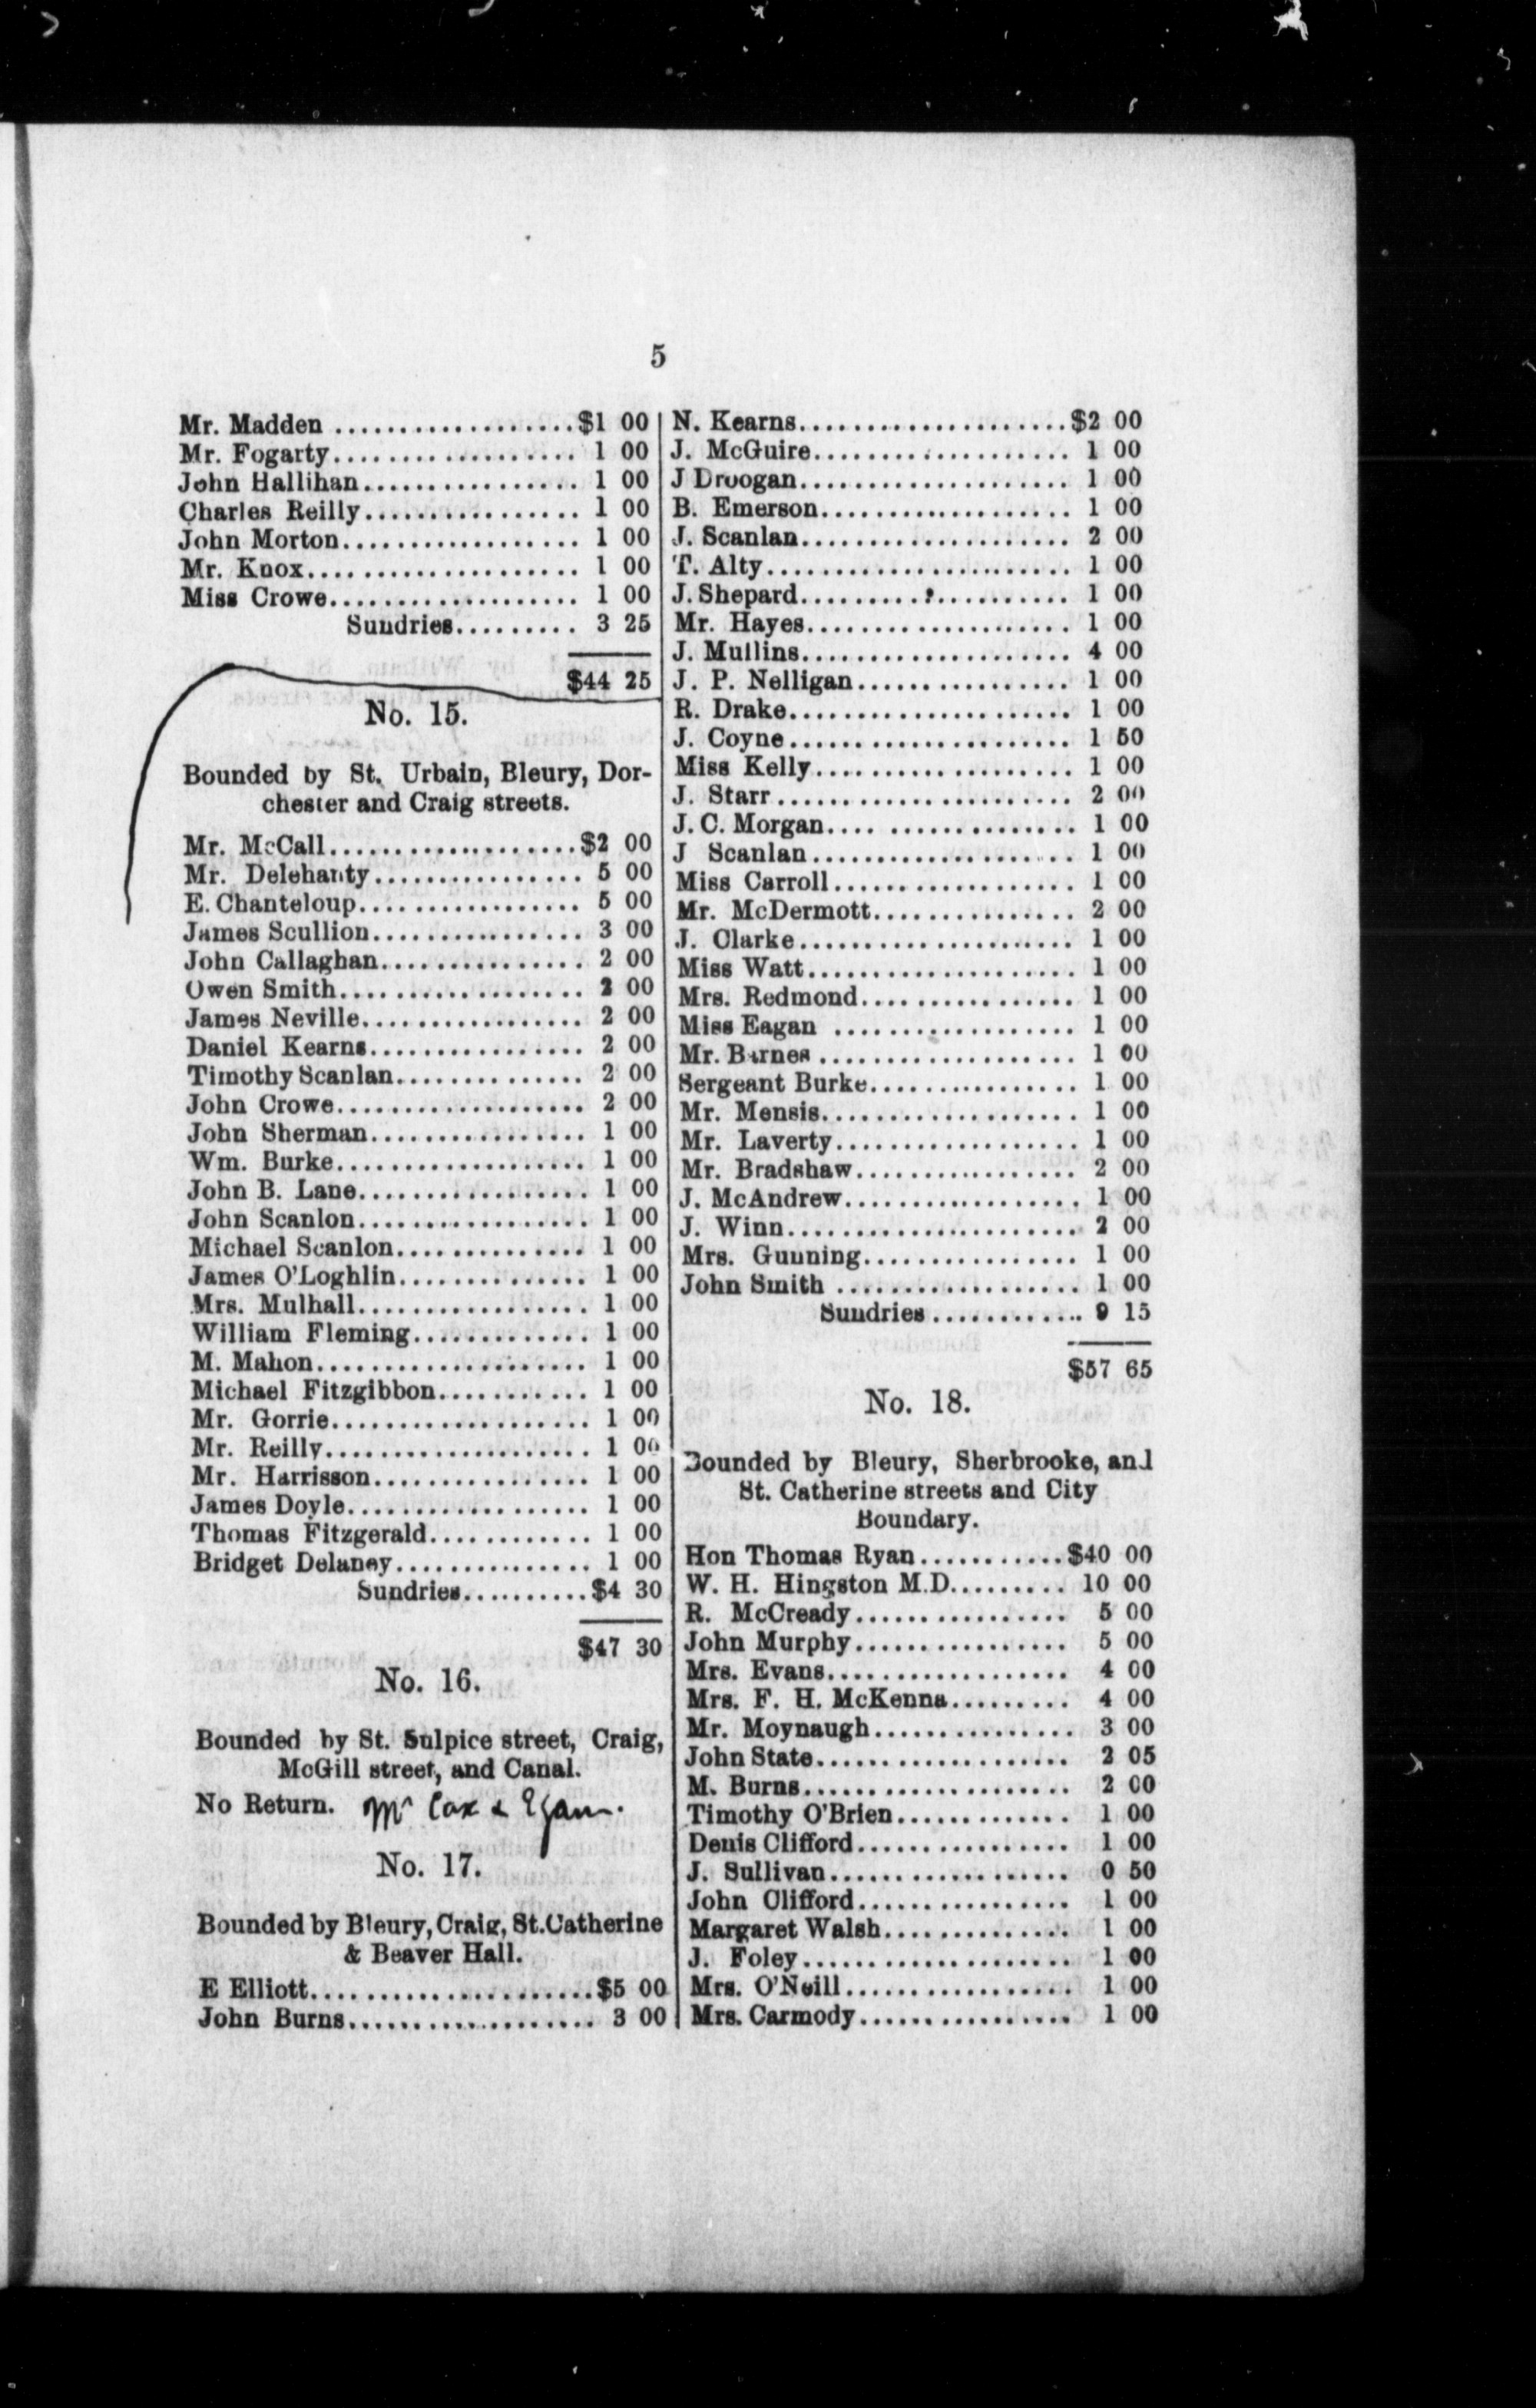 5
Mr. Madden ...................$1 00
Mr. Fogarty................... 1 00
John Hallihan................. 1 00
Charles Reilly................. 1 00
John Morton................... 1 00
Mr. Knox..................... 1 00
Miss Crowe.................... 1 00
Sundries......... 3 25
$44 25
No. 15.
Bounded by St. Urbain, Bleury, Dor-
chester and Craig streets.
Mr. McCall....................$2 00
Mr. Delehanty................ 5 00
E. Chanteloup................. 5 00
James Scullion................ 3 00
John Callaghan................ 2 00
Owen Smith................... 2 00
James Neville................. 2 00
Daniel Kearns................. 2 00
Timothy Scanlan............... 2 00
John Crowe.................... 2 00
John Sherman................. 1 00
Wm. Burke.................... 1 00
John B. Lane.................. 1 00
John Scanlon.................. 1 00
Michael Scanlon............... 1 00
James O'Loghlin............... 1 00
Mrs. Mulhall.................. 1 00
William Fleming.............. 1 00
M. Mahon..................... 1 00
Michael Fitzgibbon............ 1 00
Mr. Gorrie.................... 1 00
Mr. Reilly..................... 1 00
Mr. Harrisson................. 1 00
James Doyle................... 1 00
Thomas Fitzgerald............. 1 00
Bridget Delaney................ 1 00
Sundries..........$4 30
$47 30
No. 16.
Bounded by St. Sulpice street, Craig,
McGill street, and Canal.
No Return. Mr Cox & Egan.
No. 17.
Bounded by Bleury, Craig, St. Catherine
& Beaver Hall.
E Elliott......................$5 00
John Burns.................... 3 00
N. Kearns.....................$2 00
J. McGuire.................... 1 00
J Droogan..................... 1 00
B. Emerson.................... 1 00
J. Scanlan..................... 2 00
T. Alty........................ 1 00
J. Shepard..................... 1 00
Mr. Hayes..................... 1 00
J. Mullins..................... 4 00
J. P. Nelligan................. 1 00
R. Drake...................... 1 00
J. Coyne...................... 1 50
Miss Kelly.................... 1 00
J. Starr....................... 2 00
J. C. Morgan.... .............. 1 00
J Scanlan..................... 1 00
Miss Carroll................... 1 00
Mr. McDermott................ 2 00
J. Clarke...................... 1 00
Miss Watt..................... 1 00
Mrs. Redmond................. 1 00
Miss Eagan ................... 1 00
Mr. Barnes .................... 1 00
Sergeant Burke................ 1 00
Mr. Mensis.................... 1 00
Mr. Laverty................... 1 00
Mr. Bradshaw................. 2 00
J. McAndrew.................. 1 00
J. Winn....................... 2 00
Mrs. Gunning................. 1 00
John Smith ................... 1 00
Sundries ............ 9 15
$57 65
No. 18.
Bounded by Bleury, Sherbrooke, and
St. Catherine streets and City
Boundary.
Hon Thomas Ryan...........$40 00
W. H. Hingston M.D......... 10 00
R. McCready................ 5 00
John Murphy................ 5 00
Mrs. Evans................... 4 00
Mrs. F. H. McKenna......... 4 00
Mr. Moynaugh............... 3 00
John State................... 2 05
M. Burns..................... 2 00
Timothy O'Brien............. 1 00
Denis Clifford................ 1 00
J. Sullivan................... 0 50
John Clifford................. 1 00
Margaret Walsh.............. 1 00
J. Foley..................... 1 00
Mrs. O'Neill.................. 1 00
Mrs. Carmody................ 1 00